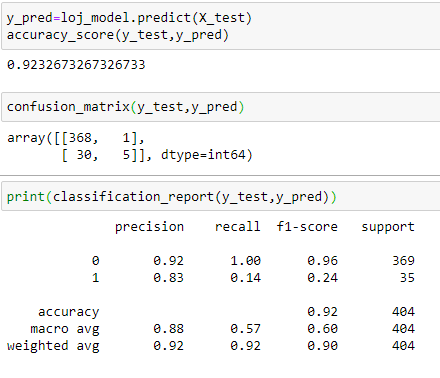 y_pred=loj_model.predict(X_test)
accuracy_score(y_test,y_pred)
0.9232673267326733
confusion_matrix(y_test,y_pred)
array([[368,   1],
       [ 30,   5]], dtype=int64)
print(classification_report(y_test,y_pred))
              precision    recall  f1-score   support
           0       0.92      1.00      0.96       369
           1       0.83      0.14      0.24        35
    accuracy                           0.92       404
   macro avg       0.88      0.57      0.60       404
weighted avg       0.92      0.92      0.90       404